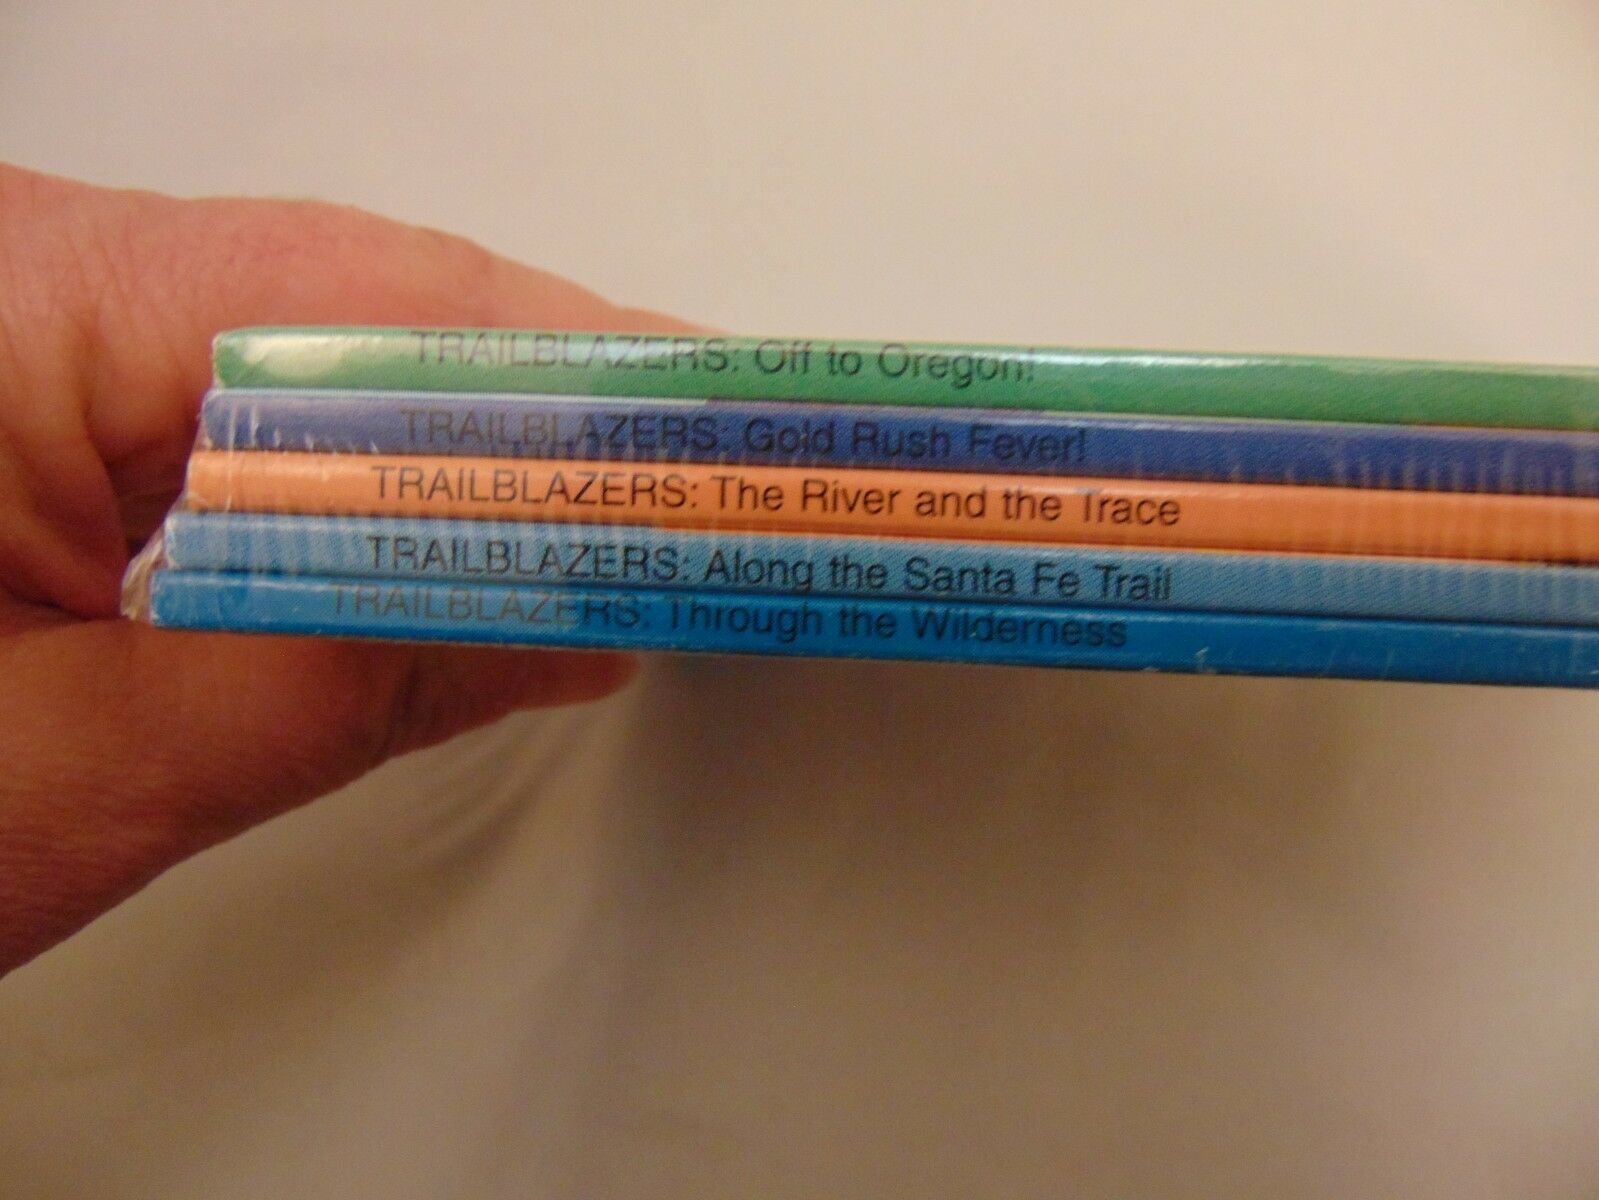 TRAILBLAZERS: Off to Oregon!
TRAILBLAZERS: Gold Rush Fever!
TRAILBLAZERS: The River and the Trace
TRAILBLAZERS: Along the Santa Fe Trail
TRAILBLAZERS: Through the Wilderness